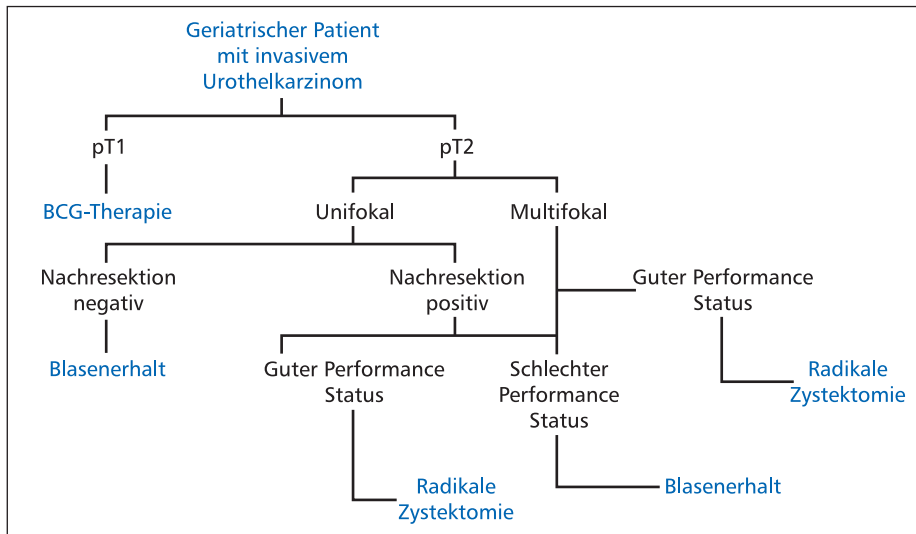 Geriatrischer Patient
mit invasivem
Urothelkarzinom
pT1
pT2
BCG-Therapie
Unifokal
Multifokal
Nachresektion
negativ
Nachresektion
positiv
Guter Performance
Status
Blasenerhalt
Guter Performance
Status
Schlechter
Performance
Status
Radikale
Zystektomie
Radikale
Zystektomie
Blasenerhalt